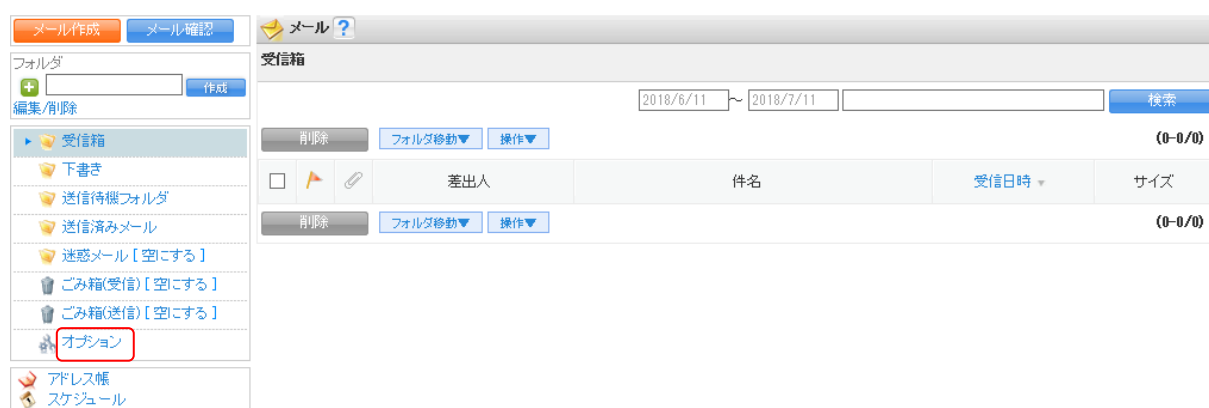 メール作成 メール確認
フォルダ
作成
編集/削除
受信箱
下書き
送信待機フォルダ
送信済みメール
迷惑メール [ 空にする ]
ごみ箱(受信) [ 空にする ]
ごみ箱(送信) [ 空にする ]
オプション
アドレス帳
スケジュール
メール ?
受信箱
2018/6/11 ～ 2018/7/11 検索
削除 フォルダ移動▼ 操作▼ (0-0/0)
差出人 件名 受信日時 ▼ サイズ
削除 フォルダ移動▼ 操作▼ (0-0/0)